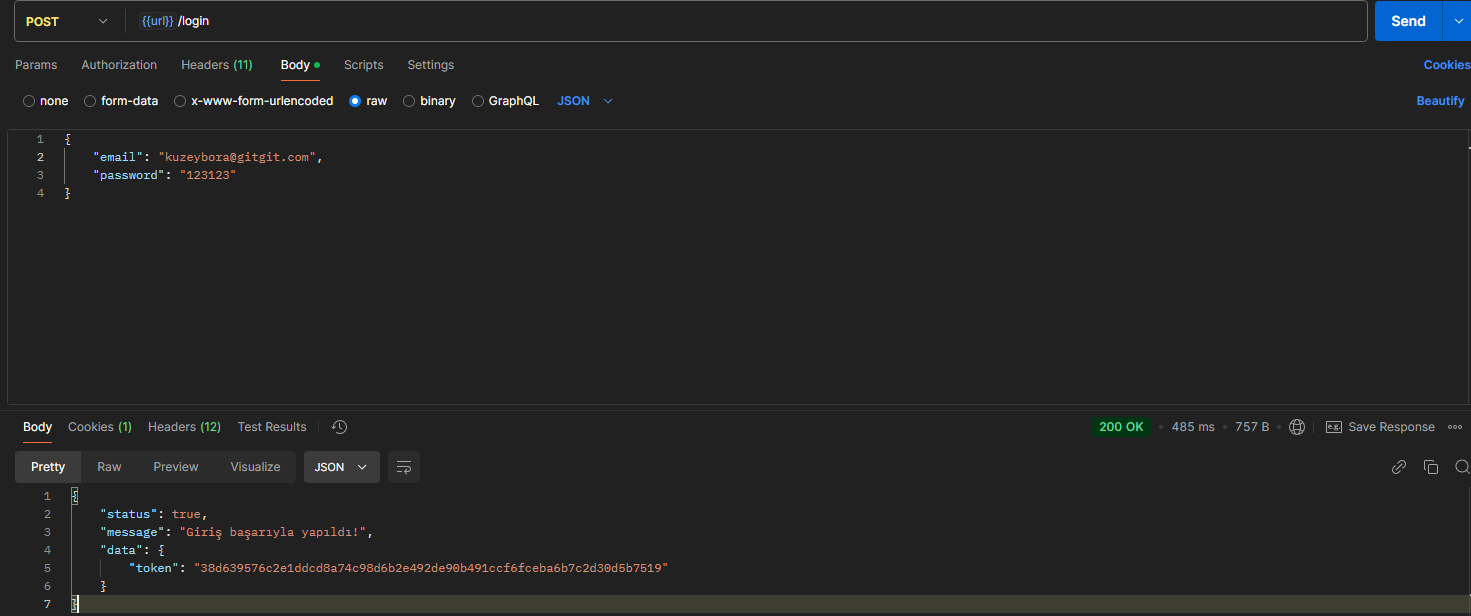 POST {{url}} /login Send
Params Authorization Headers (11) Body Scripts Settings Cookies
none form-data x-www-form-urlencoded raw binary GraphQL JSON Beautify
1 {
2 "email": "kuzeybora@gitgit.com",
3 "password": "123123"
4 }
Body Cookies (1) Headers (12) Test Results 200 OK • 485 ms • 757 B • e.g. Save Response
Pretty Raw Preview Visualize JSON
1 {
2 "status": true,
3 "message": "Giriş başarıyla yapıldı!",
4 "data": {
5 "token": "38d639576c2e1ddcd8a74c98d6b2e492de90b491ccf6fceba6b7c2d30d5b7519"
6 }
7 }